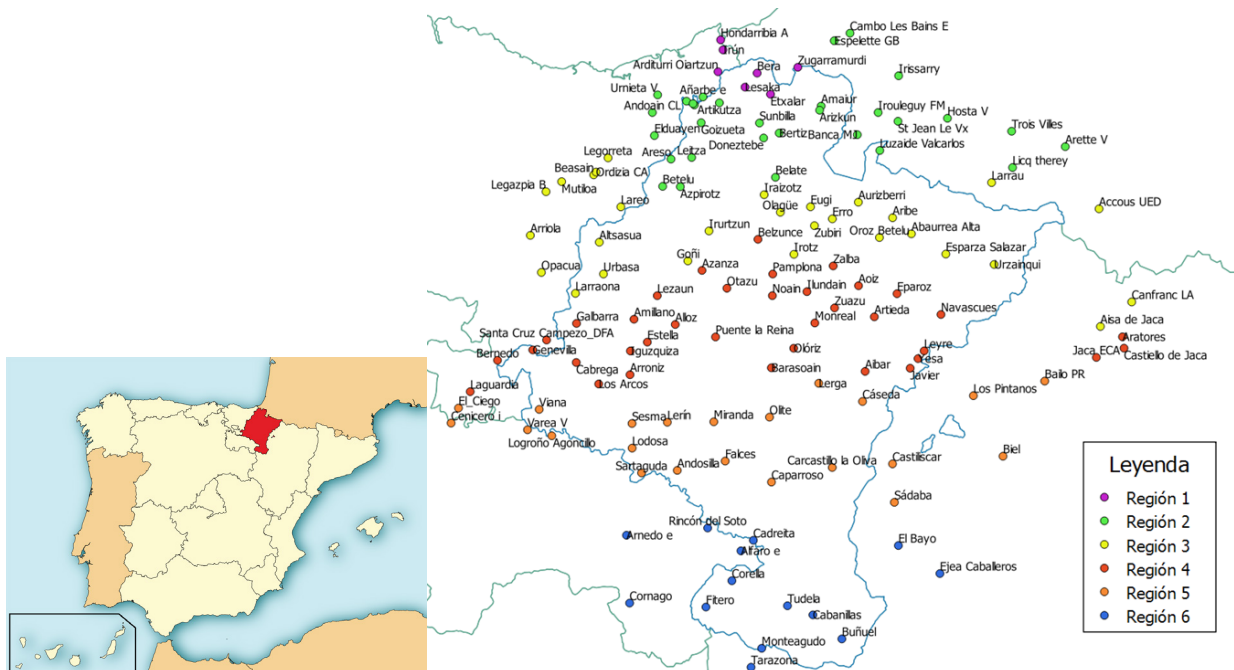 Cambo Les Bains E
Hondarribia A
Espelette GB
Irún
Arditurri Oiartzun
Bera
Zugarramurdi
Irissarry
Lesaka
Urnieta V
Añarbe e
Etxalar
Amaiur
Andoain CL
Artikutza
Irouleguy FM
Hosta V
Sunbilla
Arizkun
Elduayen
Goizueta
Bertiz
Banca MJ
St Jean Le Vx
Trois Villes
Doneztebe
Luzaide Valcarlos
Arette V
Legorreta
Areso
Leitza
Licq therey
Beasain
Ordizia CA
Belate
Larrau
Legazpia B
Mutiloa
Betelu
Azpirotz
Iraizotz
Lareo
Olagüe
Eugi
Aurizberri
Accous UED
Erro
Aribe
Arriola
Altsasua
Irurtzun
Belzunce
Zubiri
Oroz Betelu
Abaurrea Alta
Goñi
Irotz
Esparza Salazar
Opacua
Urbasa
Azanza
Pamplona
Zalba
Urzainqui
Larraona
Lezaun
Otazu
Noain
Ilundain
Aoiz
Eparoz
Canfranc LA
Galbarra
Amillano
Alloz
Zuazu
Monreal
Artieda
Navascues
Aisa de Jaca
Santa Cruz Campezo_DFA
Estella
Puente la Reina
Aratores
Bernedo
Genevilla
Iguzquiza
Olóriz
Leyre
Yesa
Jaca ECA
Castiello de Jaca
Cabrega
Arroniz
Barasoain
Aibar
Javier
Laguardia
Los Arcos
Lerga
Bailo PR
El_Ciego
Viana
Cáseda
Los Pintanos
Cenicero i
Varea V
Sesma
Lerín
Miranda
Olite
Logroño Agoncillo
Lodosa
Biel
Sartaguda
Andosilla
Falces
Carcastillo la Oliva
Castiliscar
Caparroso
Sádaba
Rincón del Soto
Arnedo e
Cadreita
El Bayo
Alfaro e
Corella
Ejea Caballeros
Cornago
Fitero
Tudela
Cabanillas
Monteagudo
Buñuel
Tarazona
Leyenda
Región 1
Región 2
Región 3
Región 4
Región 5
Región 6